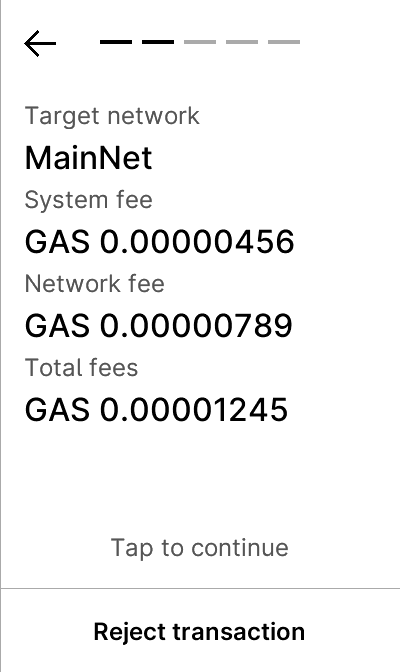 Target network
MainNet
System fee
GAS 0.00000456
Network fee
GAS 0.00000789
Total fees
GAS 0.00001245
Tap to continue
Reject transaction